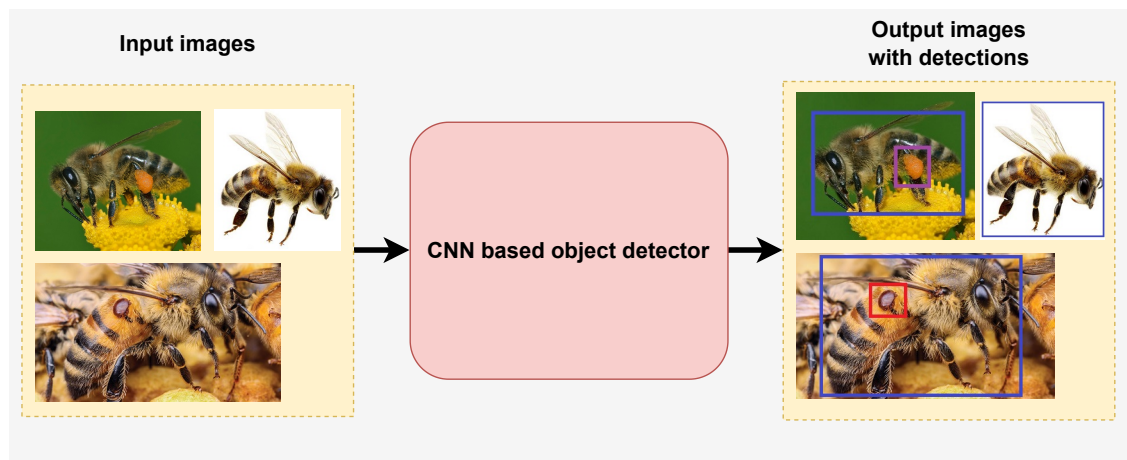 Input images
Output images
with detections
CNN based object detector